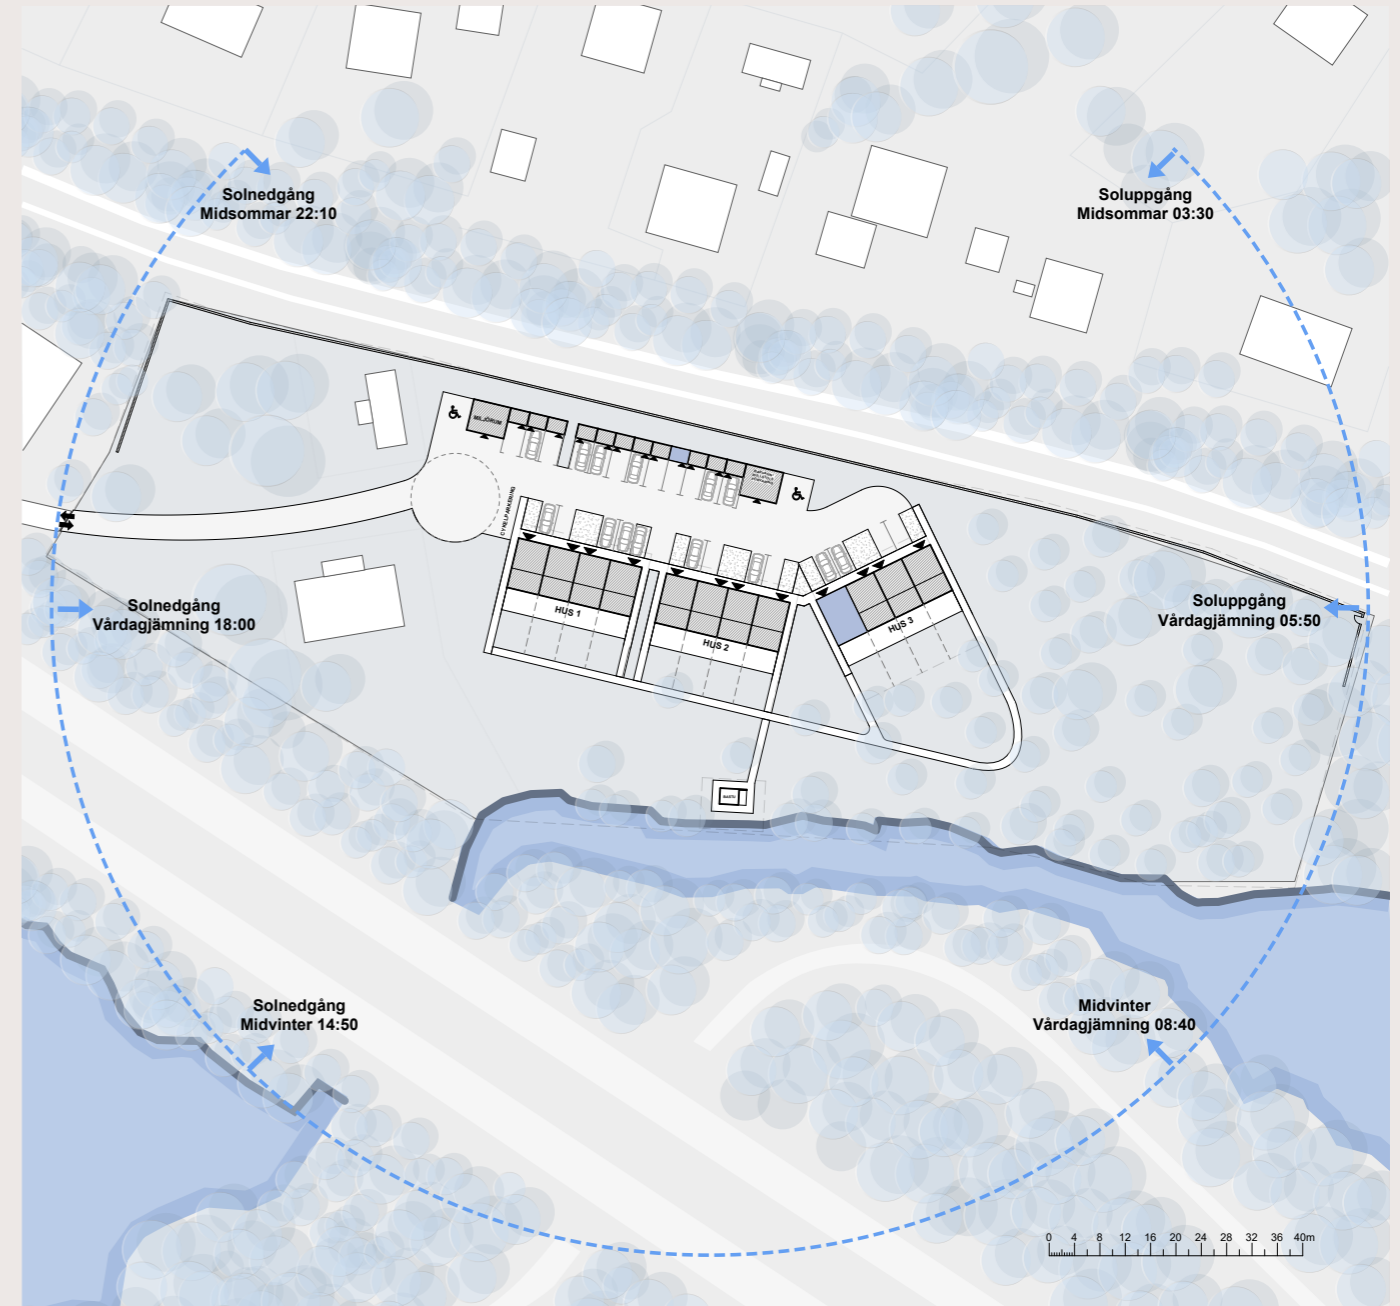 Solnedgång
Midsommar 22:10
Soluppgång
Midsommar 03:30
MILJÖRUM
CYKELPARKERING
HUS 1
HUS 2
HUS 3
Solnedgång
Vårdagjämning 18:00
Soluppgång
Vårdagjämning 05:50
BASTU
Solnedgång
Midvinter 14:50
Midvinter
Vårdagjämning 08:40
0 4 8 12 16 20 24 28 32 36 40m